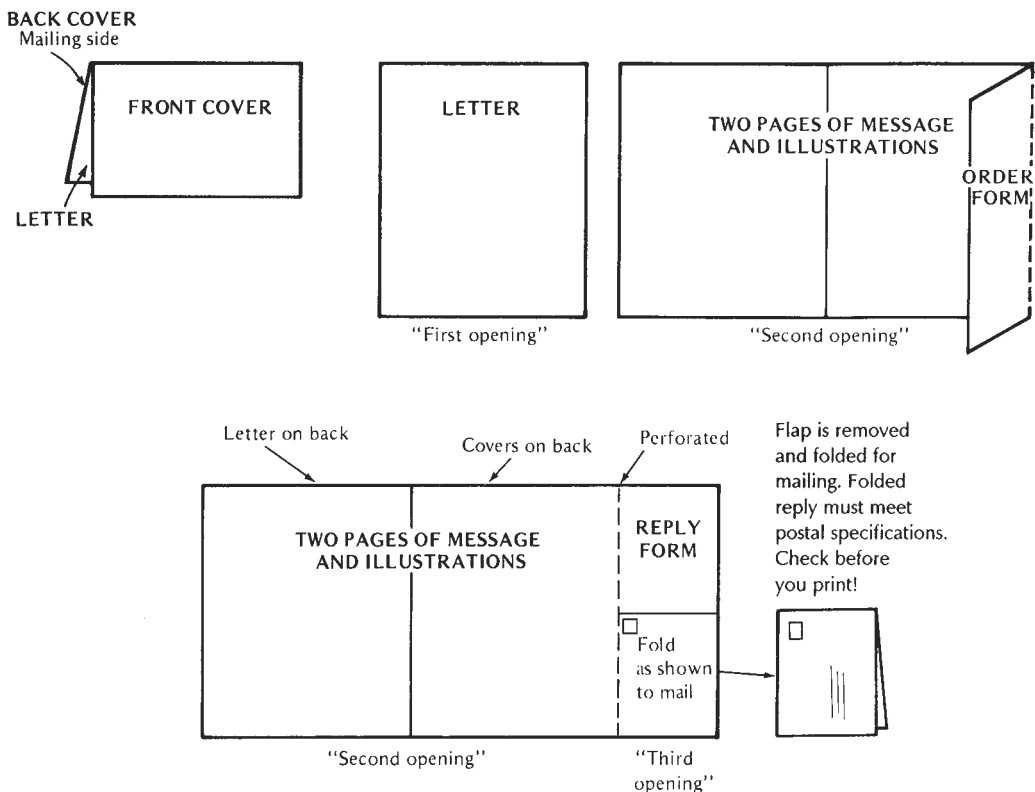 BACK COVER
Mailing side
FRONT COVER
LETTER
LETTER
"First opening"
TWO PAGES OF MESSAGE
AND ILLUSTRATIONS
ORDER
FORM
"Second opening"
Letter on back
Covers on back
Perforated
TWO PAGES OF MESSAGE
AND ILLUSTRATIONS
REPLY
FORM
Fold
as shown
to mail
"Second opening"
"Third
opening"
Flap is removed
and folded for
mailing. Folded
reply must meet
postal specifications.
Check before
you print!